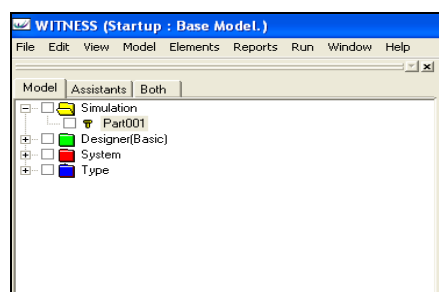 WITNESS (Startup : Base Model.)
File Edit View Model Elements Reports Run Window Help
Model Assistants Both
Simulation
Part001
Designer(Basic)
System
Type